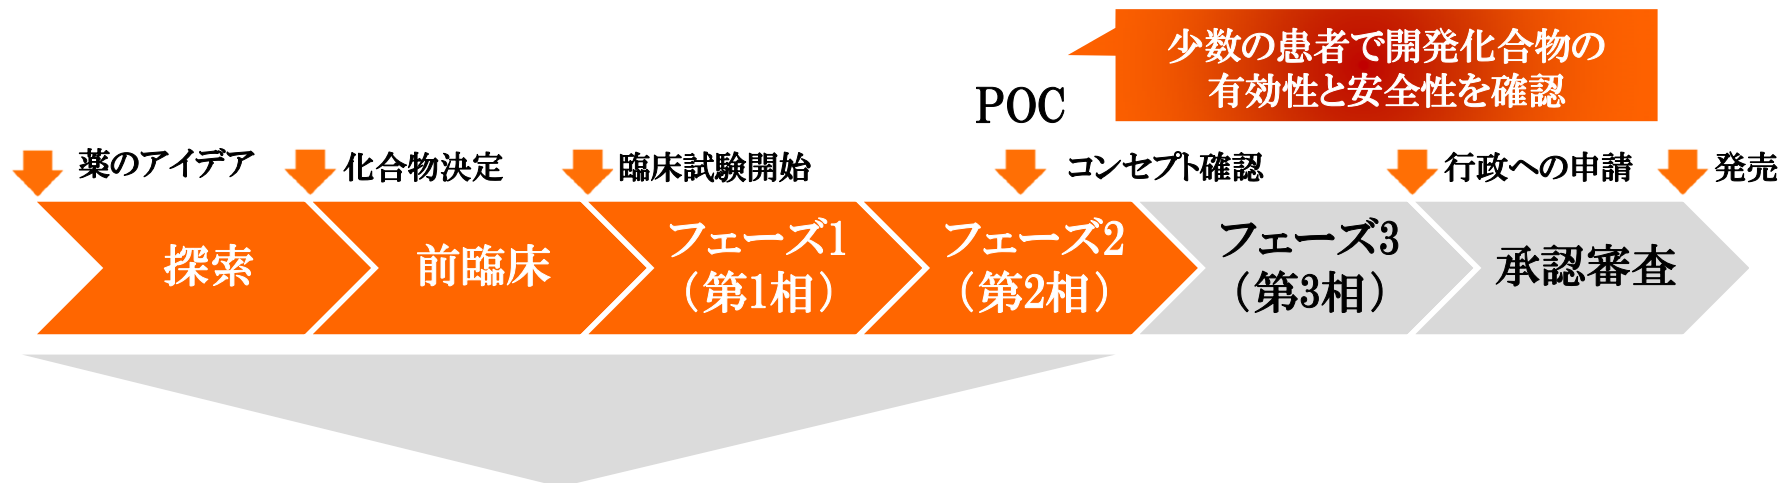 少数の患者で開発化合物の
有効性と安全性を確認
POC
薬のアイデア
化合物決定
臨床試験開始
コンセプト確認
行政への申請
発売
探索
前臨床
フェーズ1
（第1相）
フェーズ2
（第2相）
フェーズ3
（第3相）
承認審査